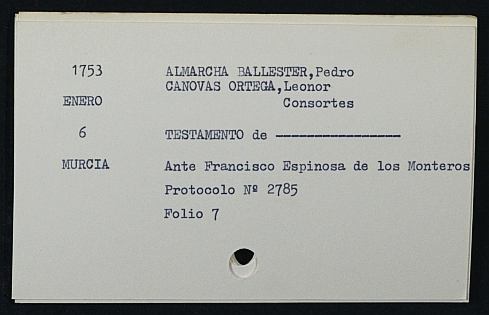 1753 ALMARCHA BALLESTER,Pedro
CANOVAS ORTEGA,Leonor
ENERO Consortes
6 TESTAMENTO de ----------------
MURCIA Ante Francisco Espinosa de los Monteros
Protocolo Nº 2785
Folio 7